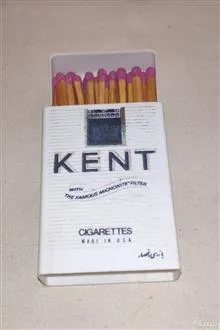 KENT
WITH
THE FAMOUS MICRONITE FILTER
CIGARETTES
MADE IN U.S.A.